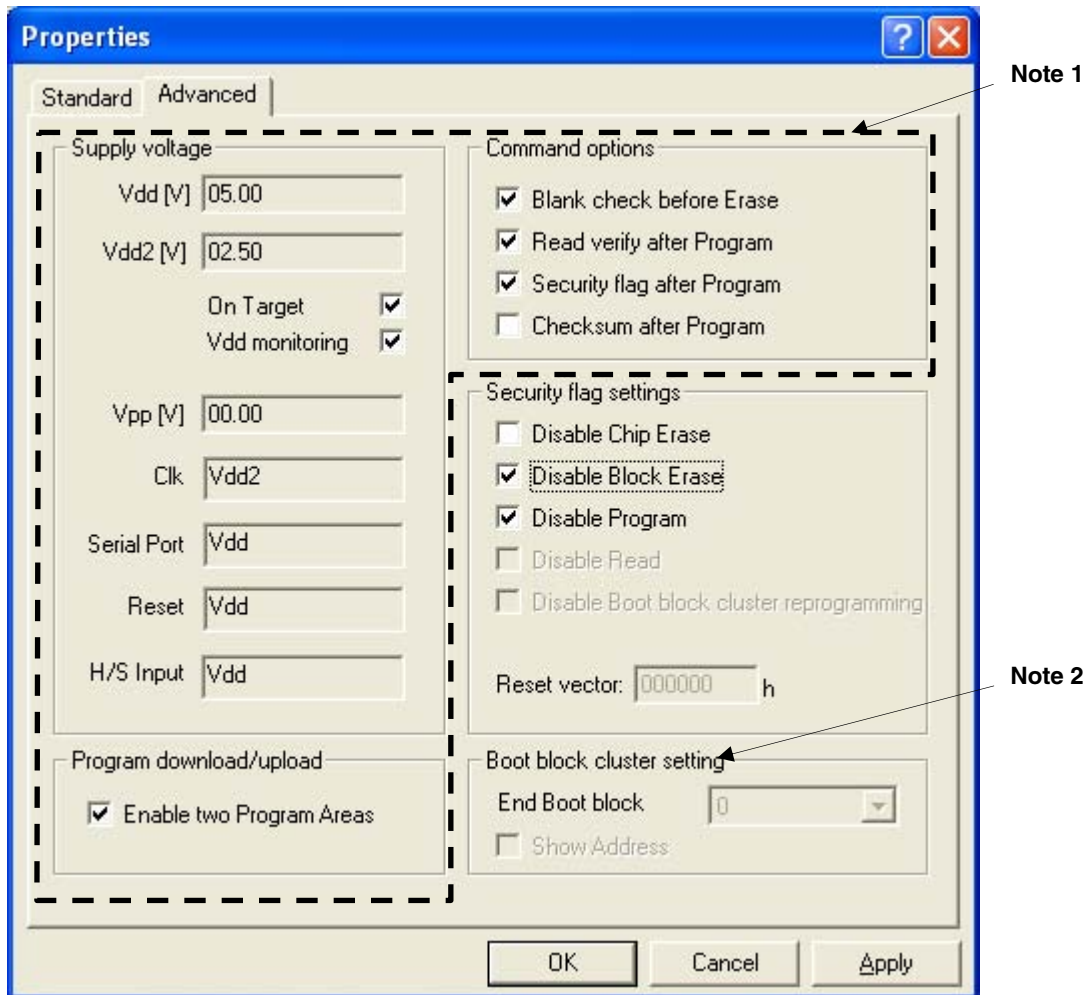 Properties
Note 1
Standard
Advanced
Supply voltage
Vdd [V] 05.00
Vdd2 [V] 02.50
On Target
Vdd monitoring
Vpp [V] 00.00
Clk Vdd2
Serial Port Vdd
Reset Vdd
H/S Input Vdd
Program download/upload
Enable two Program Areas
Command options
Blank check before Erase
Read verify after Program
Security flag after Program
Checksum after Program
Security flag settings
Disable Chip Erase
Disable Block Erase
Disable Program
Disable Read
Disable Boot block cluster reprogramming
Reset vector: 000000 h
Note 2
Boot block cluster setting
End Boot block 0
Show Address
OK
Cancel
Apply